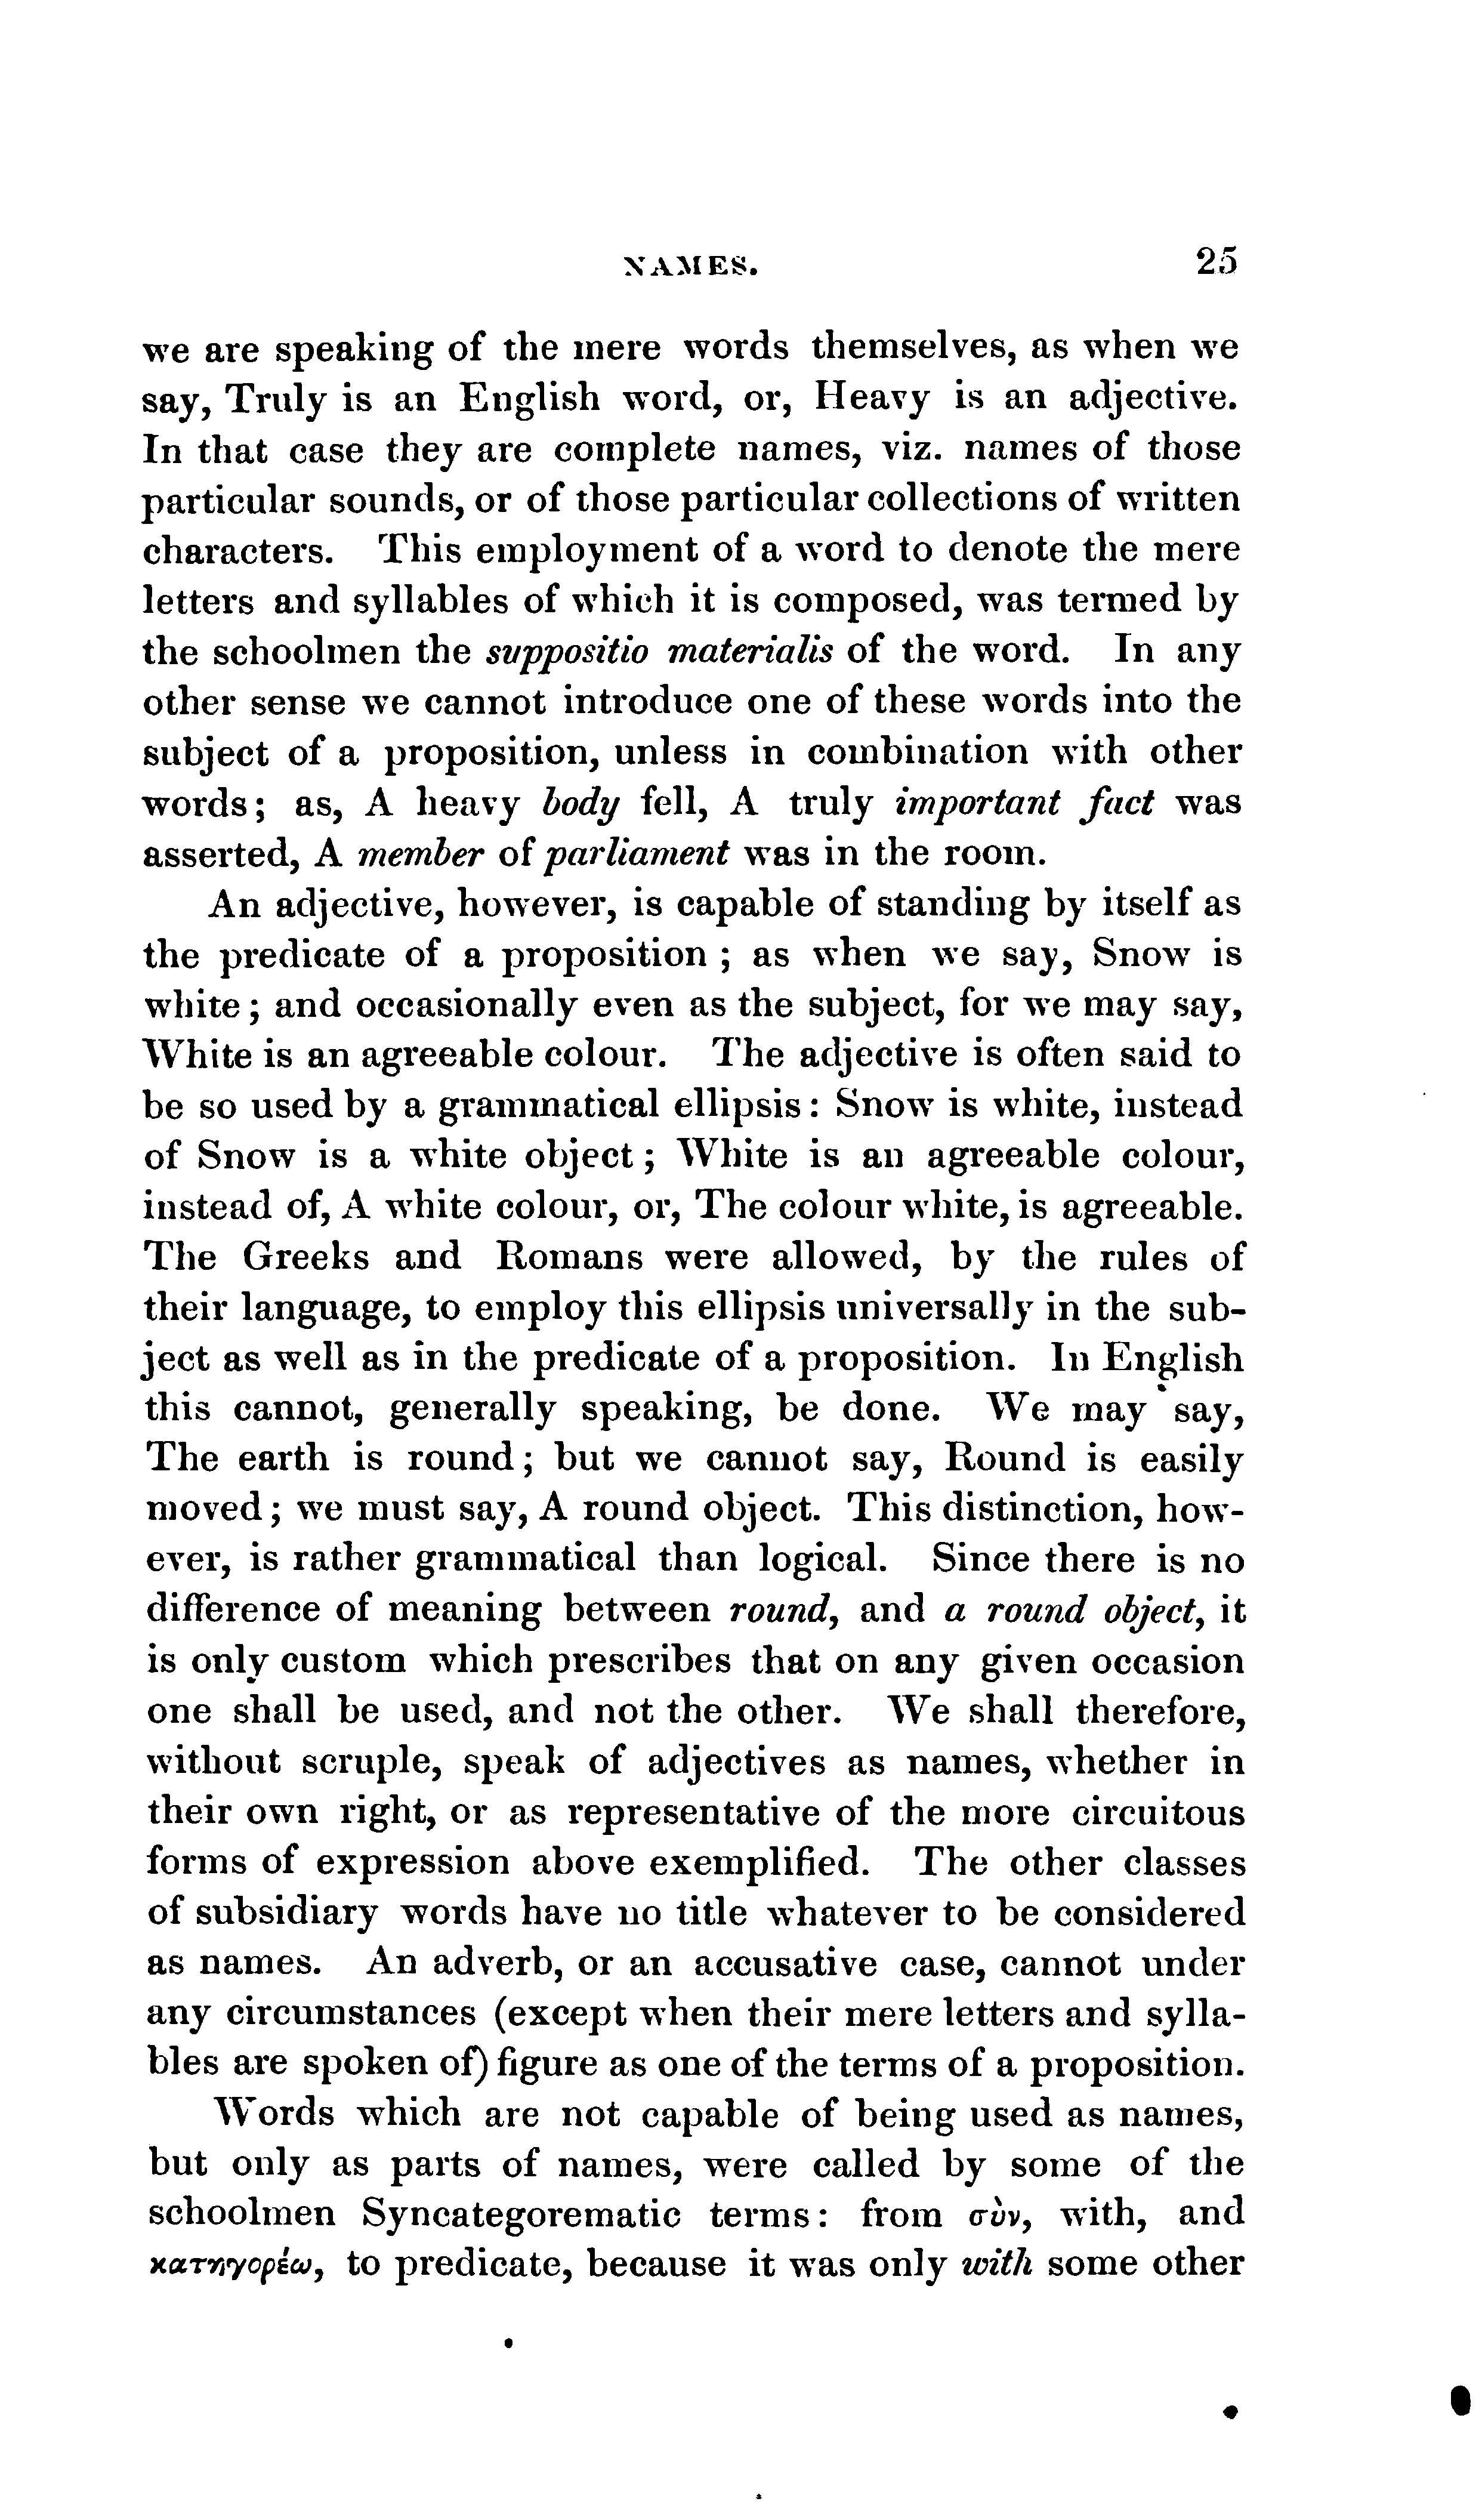 NAMES. 25
we are speaking of the mere words themselves, as when we
say, Truly is an English word, or, Heavy is an adjective.
In that case they are complete names, viz. names of those
particular sounds, or of those particular collections of written
characters. This employment of a word to denote the mere
letters and syllables of which it is composed, was termed by
the schoolmen the suppositio materialis of the word. In any
other sense we cannot introduce one of these words into the
subject of a proposition, unless in combination with other
words; as, A heavy body fell, A truly important fact was
asserted, A member of parliament was in the room.
An adjective, however, is capable of standing by itself as
the predicate of a proposition ; as when we say, Snow is
white ; and occasionally even as the subject, for we may say,
White is an agreeable colour. The adjective is often said to
be so used by a grammatical ellipsis : Snow is white, instead
of Snow is a white object ; White is an agreeable colour,
instead of, A white colour, or, The colour white, is agreeable.
The Greeks and Romans were allowed, by the rules of
their language, to employ this ellipsis universally in the sub-
ject as well as in the predicate of a proposition. In English
this cannot, generally speaking, be done. We may say,
The earth is round ; but we cannot say, Round is easily
moved ; we must say, A round object. This distinction, how-
ever, is rather grammatical than logical. Since there is no
difference of meaning between round, and a round object, it
is only custom which prescribes that on any given occasion
one shall be used, and not the other. We shall therefore,
without scruple, speak of adjectives as names, whether in
their own right, or as representative of the more circuitous
forms of expression above exemplified. The other classes
of subsidiary words have no title whatever to be considered
as names. An adverb, or an accusative case, cannot under
any circumstances (except when their mere letters and sylla-
bles are spoken of) figure as one of the terms of a proposition.
Words which are not capable of being used as names,
but only as parts of names, were called by some of the
schoolmen Syncategorematic terms : from σὺν, with, and
κατηγορέω, to predicate, because it was only with some other